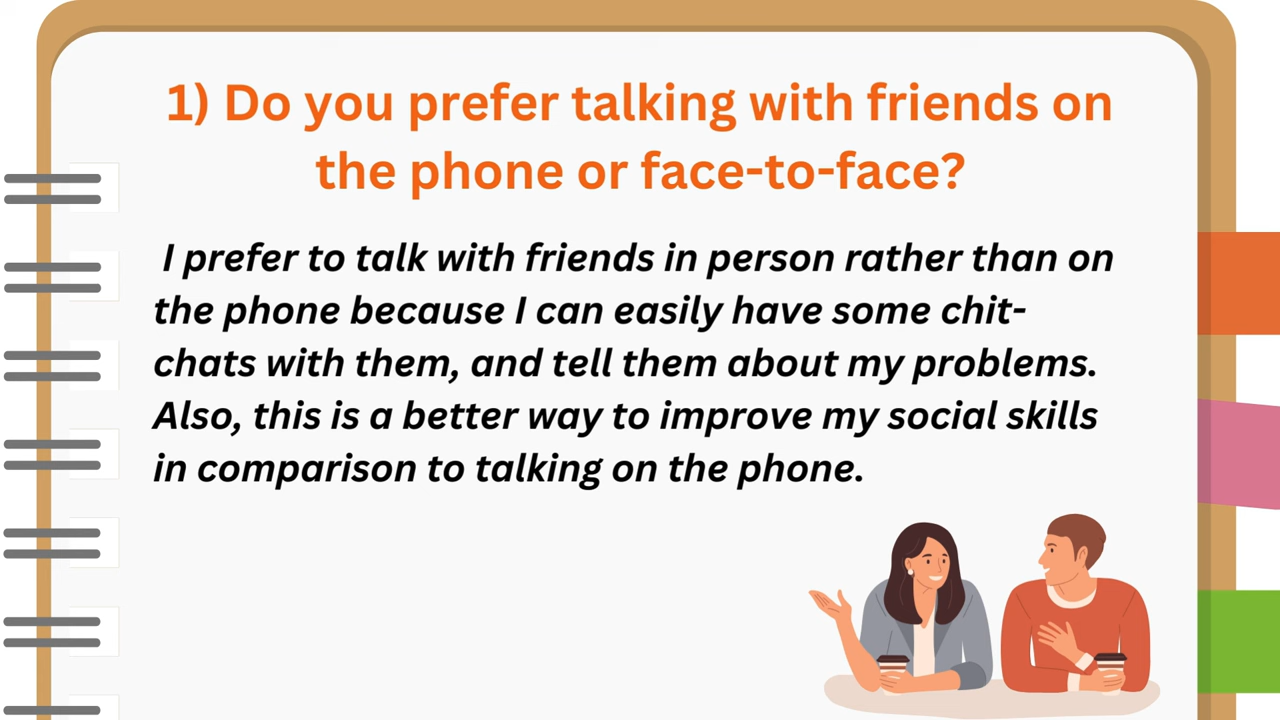 1) Do you prefer talking with friends on
the phone or face-to-face?
I prefer to talk with friends in person rather than on
the phone because I can easily have some chit-
chats with them, and tell them about my problems.
Also, this is a better way to improve my social skills
in comparison to talking on the phone.